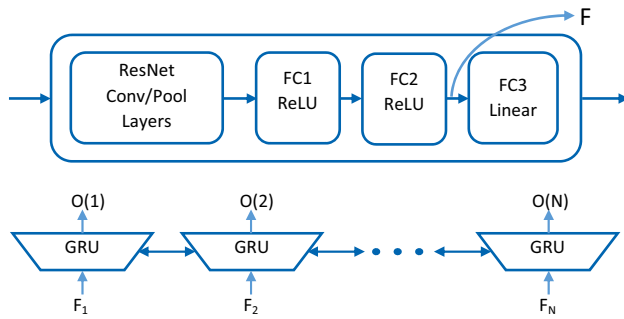 F
ResNet
Conv/Pool
Layers
FC1
ReLU
FC2
ReLU
FC3
Linear
O(1) O(2) O(N)
GRU GRU GRU
F1 F2 FN